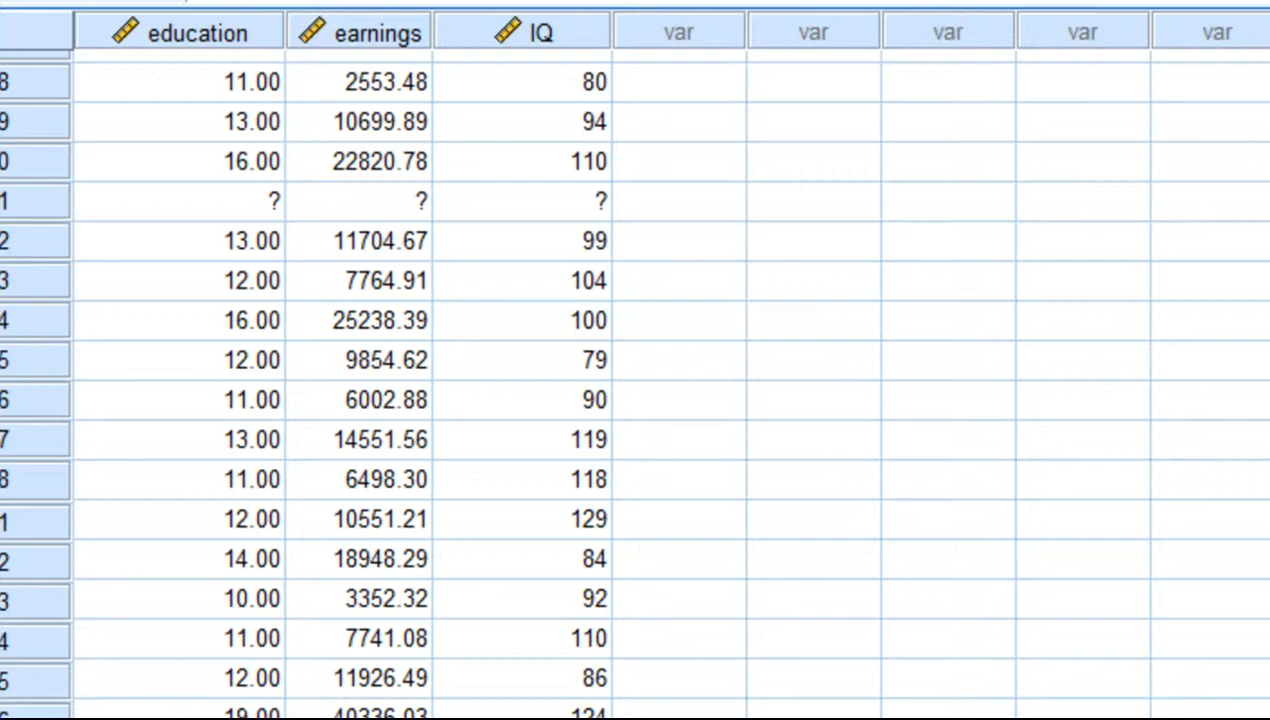 education earnings IQ var var var var var
8 11.00 2553.48 80
9 13.00 10699.89 94
0 16.00 22820.78 110
1 ? ? ?
2 13.00 11704.67 99
3 12.00 7764.91 104
4 16.00 25238.39 100
5 12.00 9854.62 79
6 11.00 6002.88 90
7 13.00 14551.56 119
8 11.00 6498.30 118
1 12.00 10551.21 129
2 14.00 18948.29 84
3 10.00 3352.32 92
4 11.00 7741.08 110
5 12.00 11926.49 86
19.00 40336.03 124